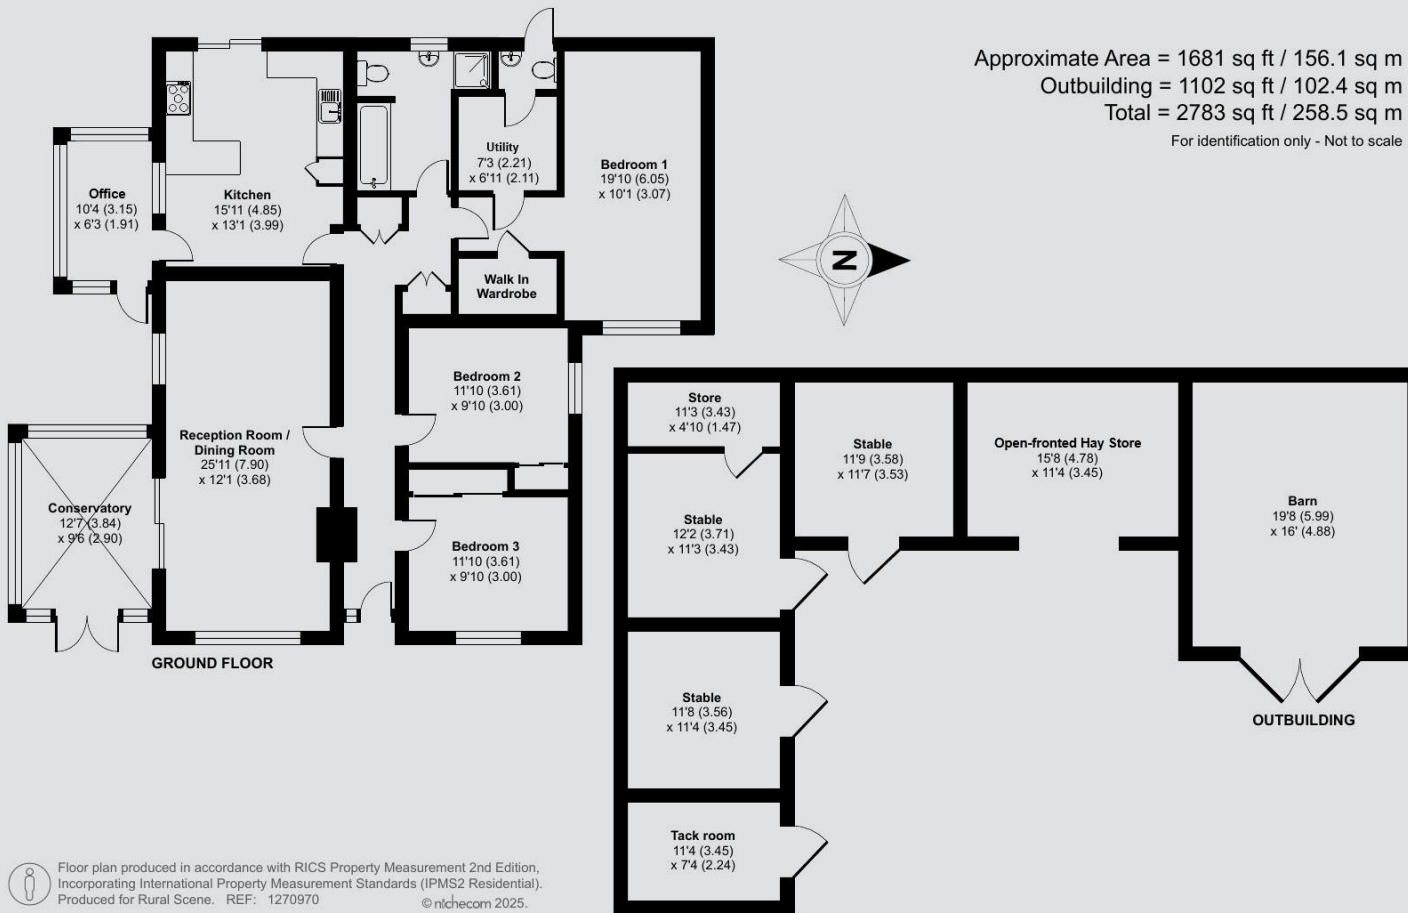 Approximate Area = 1681 sq ft / 156.1 sq m
Outbuilding = 1102 sq ft / 102.4 sq m
Total = 2783 sq ft / 258.5 sq m
For identification only - Not to scale
Office
10'4 (3.15)
x 6'3 (1.91)
Kitchen
15'11 (4.85)
x 13'1 (3.99)
Utility
7'3 (2.21)
x 6'11 (2.11)
Bedroom 1
19'10 (6.05)
x 10'1 (3.07)
Walk In
Wardrobe
N
Bedroom 2
11'10 (3.61)
x 9'10 (3.00)
Reception Room /
Dining Room
25'11 (7.90)
x 12'1 (3.68)
Conservatory
12'7 (3.84)
x 9'6 (2.90)
Bedroom 3
11'10 (3.61)
x 9'10 (3.00)
GROUND FLOOR
Store
11'3 (3.43)
x 4'10 (1.47)
Stable
11'9 (3.58)
x 11'7 (3.53)
Open-fronted Hay Store
15'8 (4.78)
x 11'4 (3.45)
Barn
19'8 (5.99)
x 16' (4.88)
Stable
12'2 (3.71)
x 11'3 (3.43)
Stable
11'8 (3.56)
x 11'4 (3.45)
OUTBUILDING
Tack room
11'4 (3.45)
x 7'4 (2.24)
Floor plan produced in accordance with RICS Property Measurement 2nd Edition,
Incorporating International Property Measurement Standards (IPMS2 Residential).
Produced for Rural Scene. REF: 1270970
© nichecom 2025.